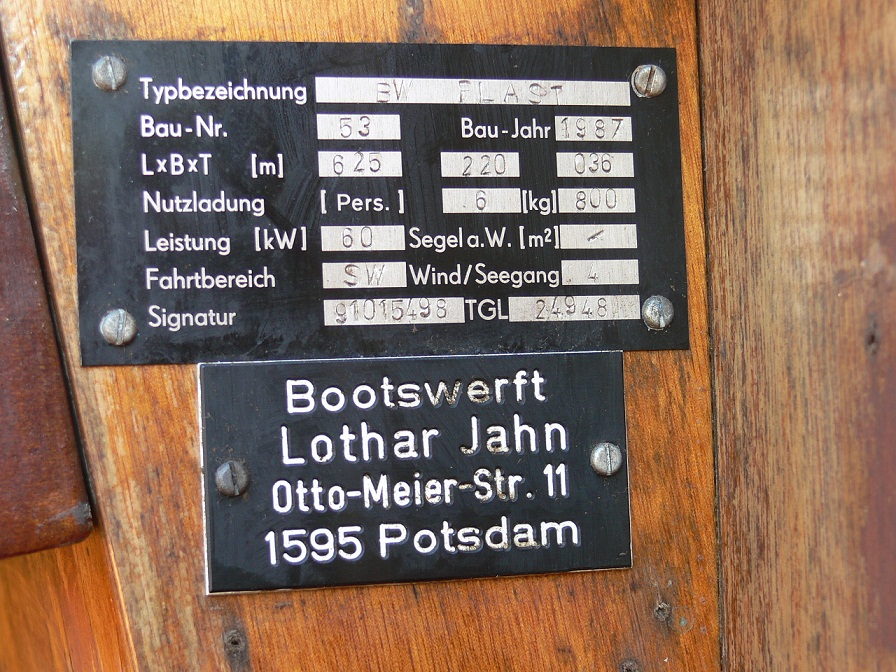 Typbezeichnung BW PLAST
Bau-Nr. 53 Bau-Jahr 1987
L×B×T [m] 625 220 036
Nutzladung [Pers.] 6 [kg] 800
Leistung [kW] 60 Segel a.W. [m²] -
Fahrtbereich SW Wind/Seegang 4
Signatur 91015498 TGL 24948
Bootswerft
Lothar Jahn
Otto-Meier-Str. 11
1595 Potsdam